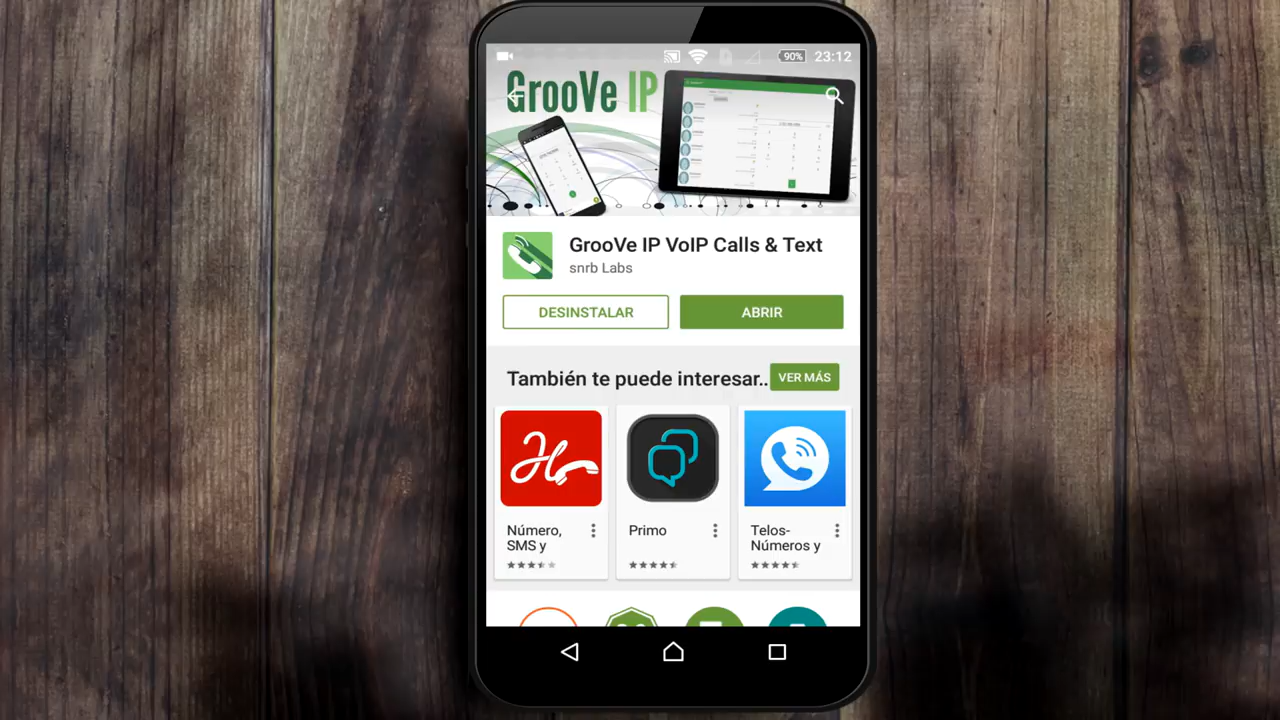 90% 23:12
GrooVe IP
GrooVe IP VoIP Calls & Text
snrb Labs
DESINSTALAR
ABRIR
También te puede interesar..
VER MÁS
Número,
SMS y
Primo
Telos-
Números y